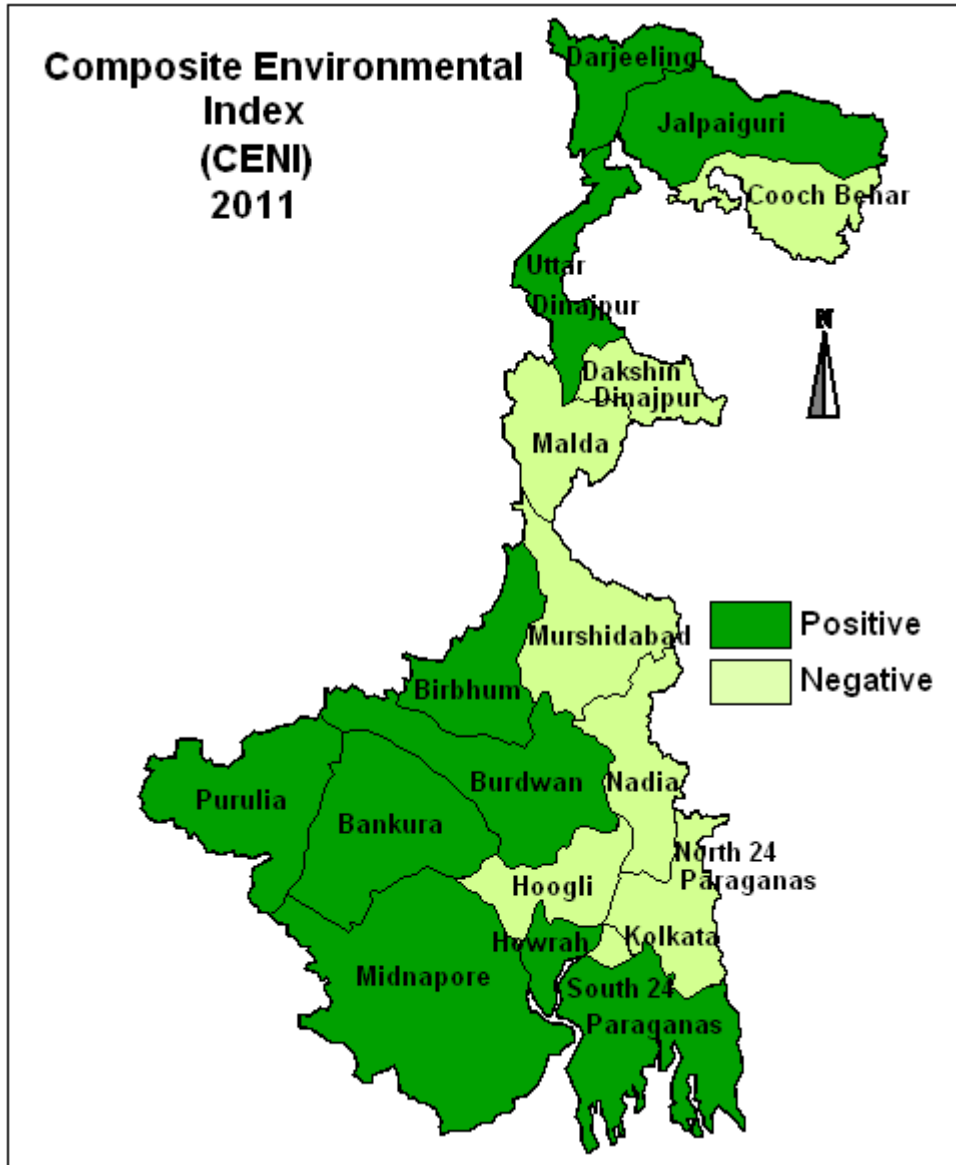 Composite Environmental
Index
(CENI)
2011
Darjeeling
Jalpaiguri
Cooch Behar
Uttar
Dinajpur
N
Dakshin
Dinajpur
Malda
Positive
Murshidabad
Negative
Birbhum
Burdwan
Nadia
Purulia
Bankura
North 24
Paraganas
Hoogli
Kolkata
Howrah
Midnapore
South 24
Paraganas